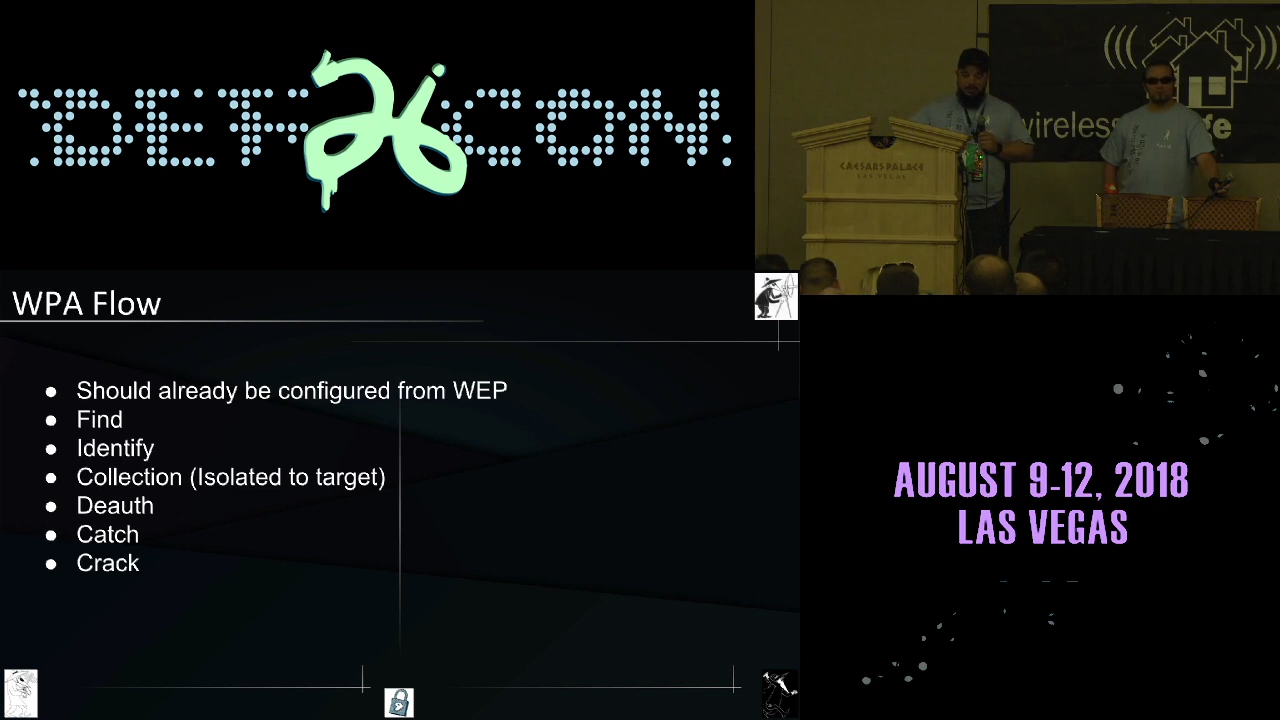 DEF CON 26
CAESARS PALACE
LAS VEGAS
wireless
WPA Flow
● Should already be configured from WEP
● Find
● Identify
● Collection (Isolated to target)
● Deauth
● Catch
● Crack
AUGUST 9-12, 2018
LAS VEGAS